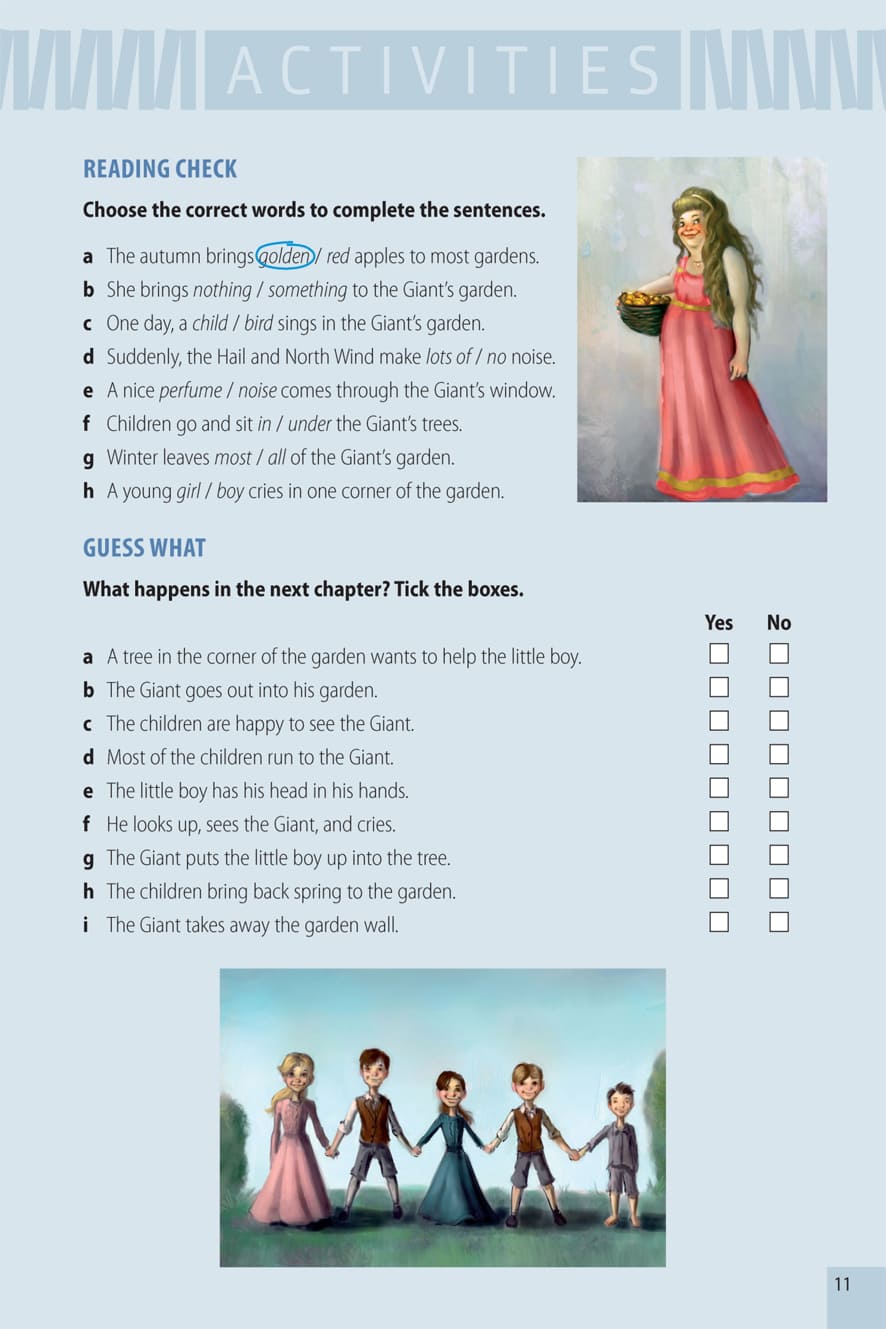 ACTIVITIES
READING CHECK
Choose the correct words to complete the sentences.
a The autumn brings golden / red apples to most gardens.
b She brings nothing / something to the Giant's garden.
c One day, a child / bird sings in the Giant's garden.
d Suddenly, the Hail and North Wind make lots of / no noise.
e A nice perfume / noise comes through the Giant's window.
f Children go and sit in / under the Giant's trees.
g Winter leaves most / all of the Giant's garden.
h A young girl / boy cries in one corner of the garden.
GUESS WHAT
What happens in the next chapter? Tick the boxes.
Yes No
a A tree in the corner of the garden wants to help the little boy.
b The Giant goes out into his garden.
c The children are happy to see the Giant.
d Most of the children run to the Giant.
e The little boy has his head in his hands.
f He looks up, sees the Giant, and cries.
g The Giant puts the little boy up into the tree.
h The children bring back spring to the garden.
i The Giant takes away the garden wall.
11